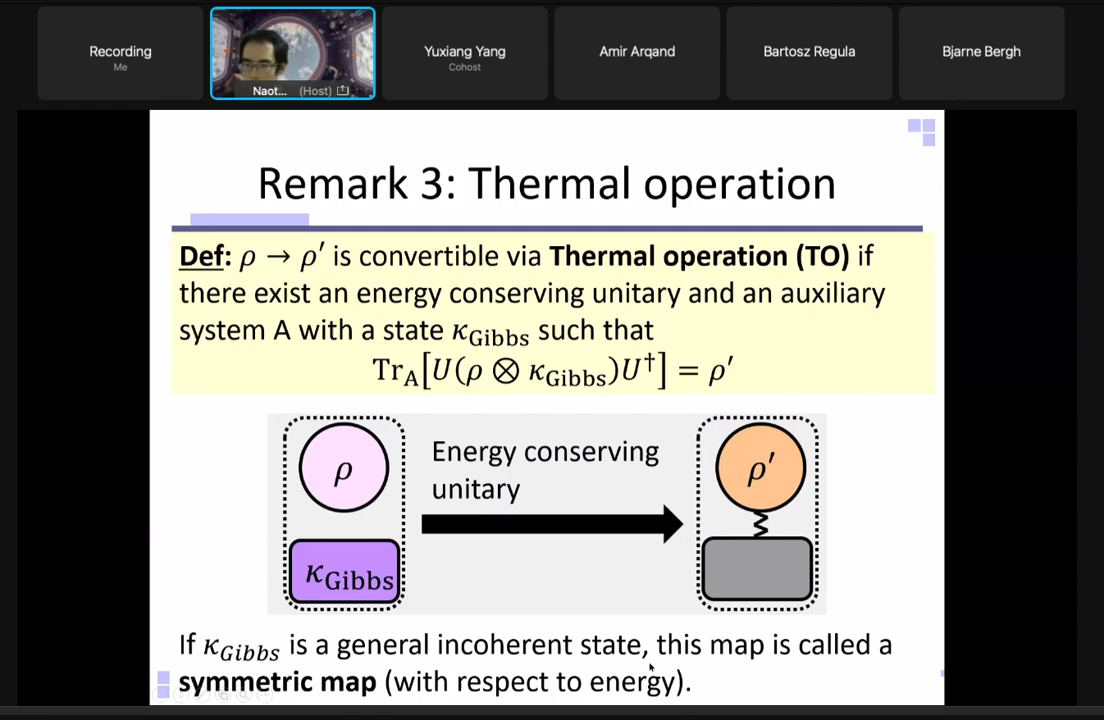 Recording
Me
Naot... (Host)
Yuxiang Yang
Cohost
Amir Arqand
Bartosz Regula
Bjarne Bergh
Remark 3: Thermal operation
Def: ρ → ρ′ is convertible via Thermal operation (TO) if
there exist an energy conserving unitary and an auxiliary
system A with a state κ_Gibbs such that
Tr_A[U(ρ ⊗ κ_Gibbs)U†] = ρ′
ρ
Energy conserving
unitary
ρ′
κ_Gibbs
If κ_Gibbs is a general incoherent state, this map is called a
symmetric map (with respect to energy).